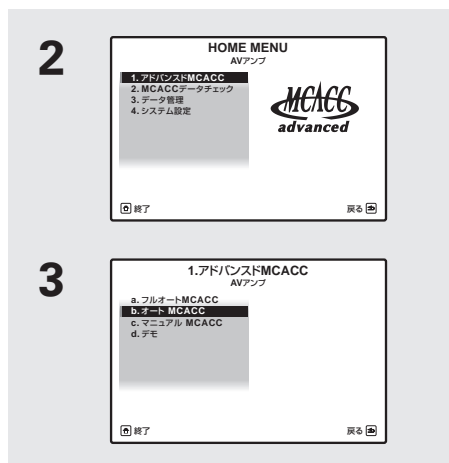 2
HOME MENU
AVアンプ
1. アドバンスドMCACC
2. MCACCデータチェック
3. データ管理
4. システム設定
MCACC
advanced
終了
戻る
3
1.アドバンスドMCACC
AVアンプ
a. フルオートMCACC
b. オート MCACC
c. マニュアル MCACC
d. デモ
終了
戻る